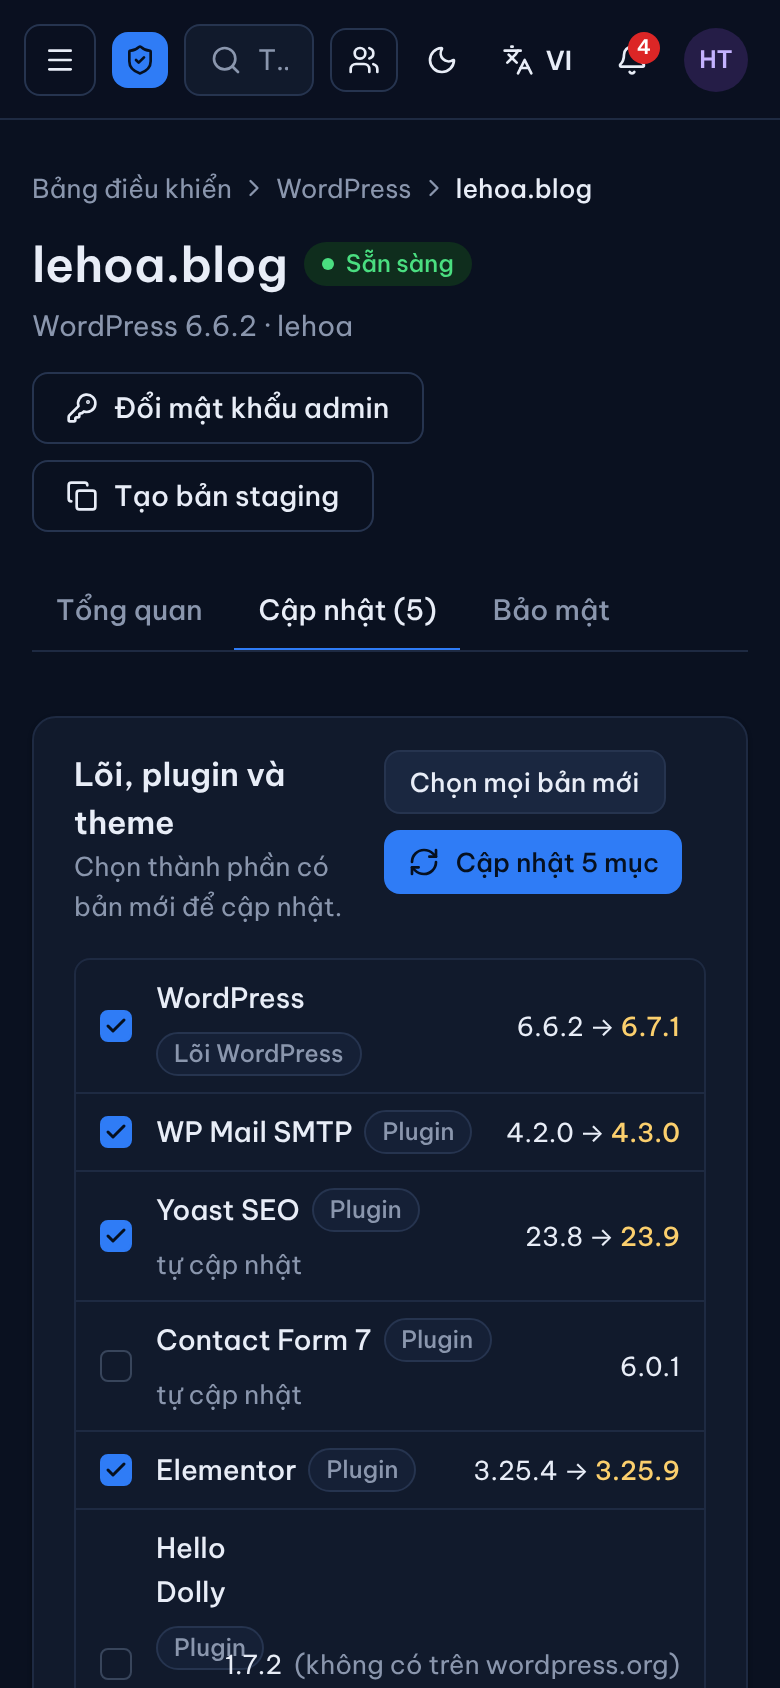 T..
VI
4
HT
Bảng điều khiển > WordPress > lehoa.blog
lehoa.blog
Sẵn sàng
WordPress 6.6.2 · lehoa
Đổi mật khẩu admin
Tạo bản staging
Tổng quan
Cập nhật (5)
Bảo mật
Lõi, plugin và
theme
Chọn thành phần có
bản mới để cập nhật.
Chọn mọi bản mới
Cập nhật 5 mục
WordPress
Lõi WordPress
6.6.2 → 6.7.1
WP Mail SMTP Plugin 4.2.0 → 4.3.0
Yoast SEO Plugin
tự cập nhật
23.8 → 23.9
Contact Form 7 Plugin
tự cập nhật
6.0.1
Elementor Plugin 3.25.4 → 3.25.9
Hello
Dolly
Plugin
1.7.2 (không có trên wordpress.org)